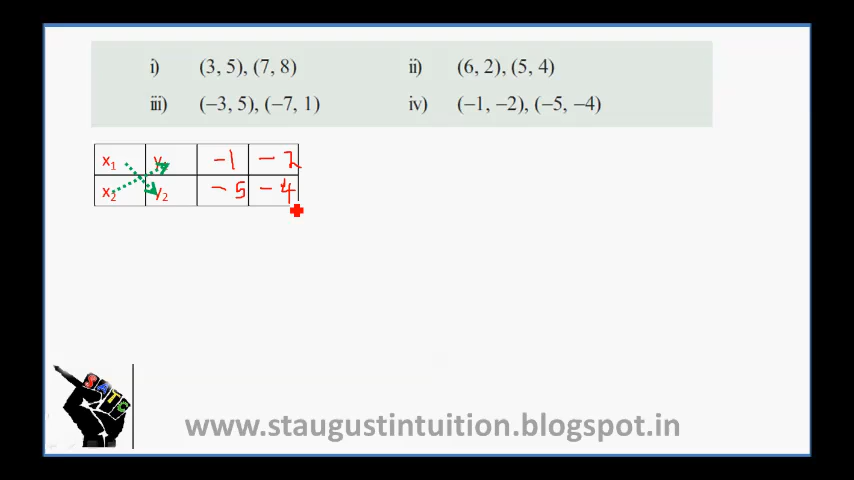 i) (3, 5), (7, 8) ii) (6, 2), (5, 4)
iii) (−3, 5), (−7, 1) iv) (−1, −2), (−5, −4)
x₁ y −1 −2
x₂ y₂ −5 −4
SATC
www.staugustintuition.blogspot.in